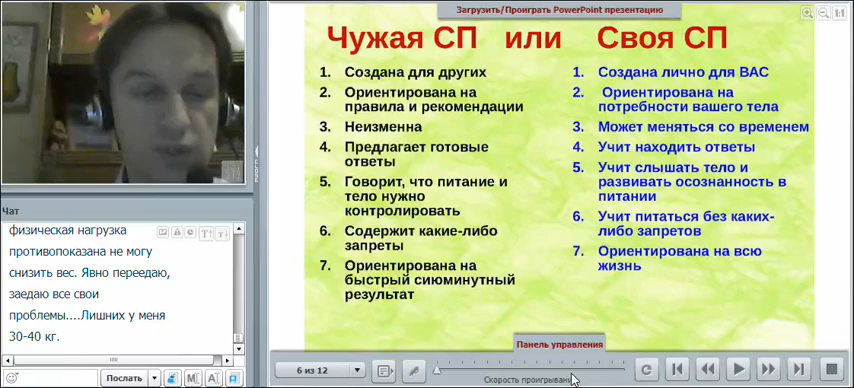 Загрузить/Проиграть PowerPoint презентацию
Чужая СП или Своя СП
1. Создана для других
2. Ориентирована на
правила и рекомендации
3. Неизменна
4. Предлагает готовые
ответы
5. Говорит, что питание и
тело нужно
контролировать
6. Содержит какие-либо
запреты
7. Ориентирована на
быстрый сиюминутный
результат
1. Создана лично для ВАС
2. Ориентирована на
потребности вашего тела
3. Может меняться со временем
4. Учит находить ответы
5. Учит слышать тело и
развивать осознанность в
питании
6. Учит питаться без каких-
либо запретов
7. Ориентирована на всю
жизнь
Чат
физическая нагрузка
противопоказана не могу
снизить вес. Явно переедаю,
заедаю все свои
проблемы....Лишних у меня
30-40 кг.
Послать
Панель управления
6 из 12
Скорость проигрывани
1:1